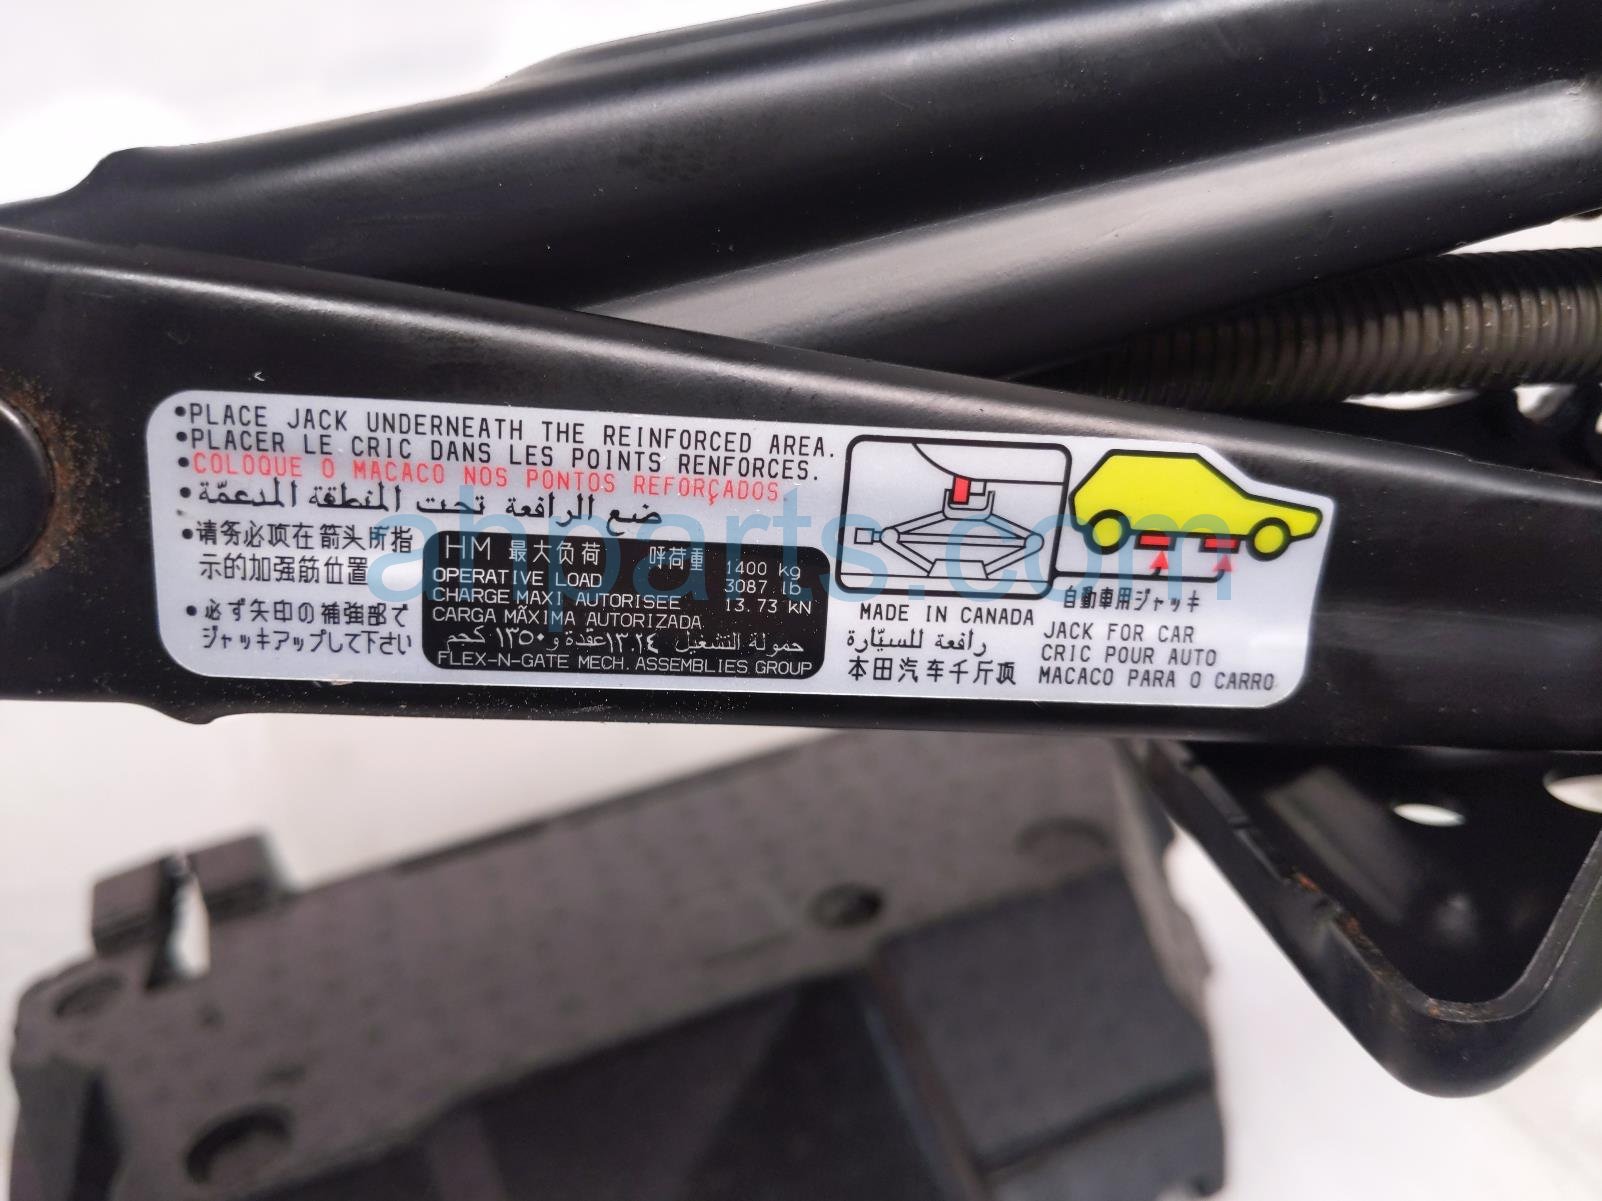 •PLACE JACK UNDERNEATH THE REINFORCED AREA.
•PLACER LE CRIC DANS LES POINTS RENFORCES.
•COLOQUE O MACACO NOS PONTOS REFORÇADOS
•ضع الرافعة تحت المنطقة المدعمّة
•请务必顶在箭头所指
示的加强筋位置
•必ず矢印の補強部で
ジャッキアップして下さい
HM 最大负荷 呼荷重 1400 kg
OPERATIVE LOAD 3087 lb
CHARGE MAXI AUTORISEE 13.73 kN
CARGA MÃXIMA AUTORIZADA
حمولة التشغيل ١٣.٢٤عقدة و ١٣٥٠ كجم
FLEX-N-GATE MECH. ASSEMBLIES GROUP
MADE IN CANADA
رافعة للسيّارة
本田汽车千斤顶
自動車用ジャッキ
JACK FOR CAR
CRIC POUR AUTO
MACACO PARA O CARRO
ahparts.com